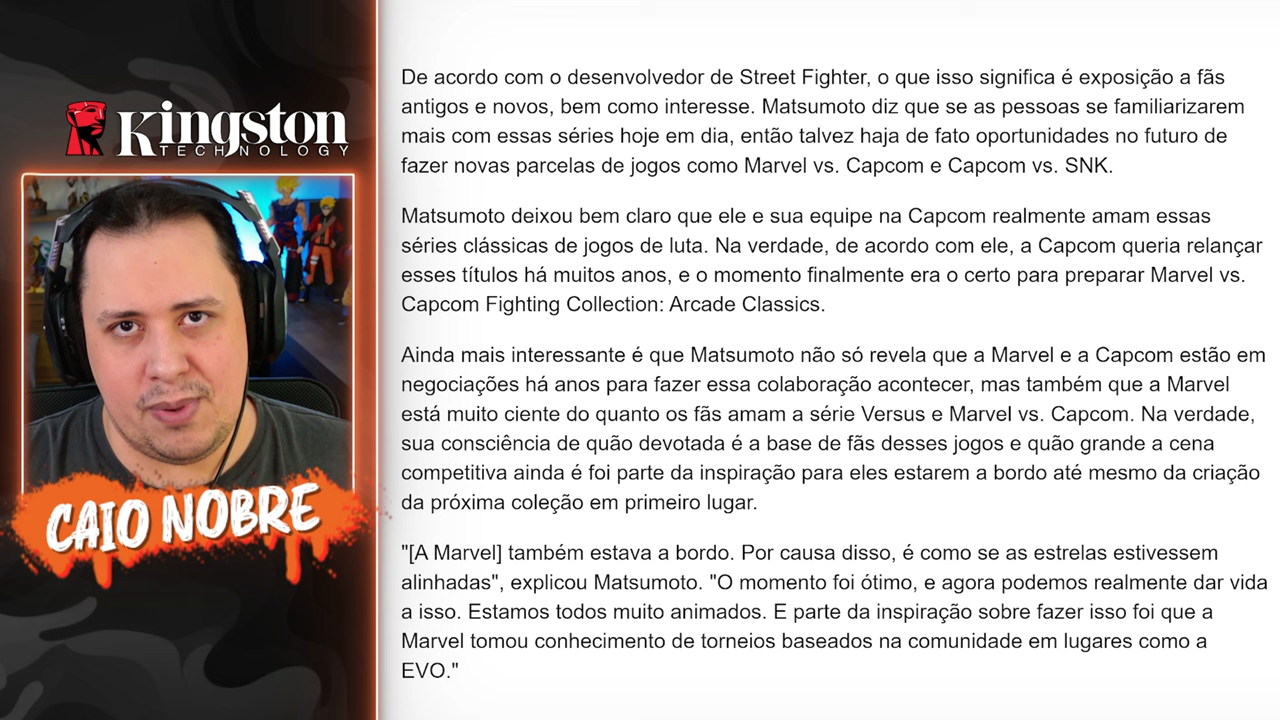 Kingston
TECHNOLOGY
CAIO NOBRE
De acordo com o desenvolvedor de Street Fighter, o que isso significa é exposição a fãs
antigos e novos, bem como interesse. Matsumoto diz que se as pessoas se familiarizarem
mais com essas séries hoje em dia, então talvez haja de fato oportunidades no futuro de
fazer novas parcelas de jogos como Marvel vs. Capcom e Capcom vs. SNK.
Matsumoto deixou bem claro que ele e sua equipe na Capcom realmente amam essas
séries clássicas de jogos de luta. Na verdade, de acordo com ele, a Capcom queria relançar
esses títulos há muitos anos, e o momento finalmente era o certo para preparar Marvel vs.
Capcom Fighting Collection: Arcade Classics.
Ainda mais interessante é que Matsumoto não só revela que a Marvel e a Capcom estão em
negociações há anos para fazer essa colaboração acontecer, mas também que a Marvel
está muito ciente do quanto os fãs amam a série Versus e Marvel vs. Capcom. Na verdade,
sua consciência de quão devotada é a base de fãs desses jogos e quão grande a cena
competitiva ainda é foi parte da inspiração para eles estarem a bordo até mesmo da criação
da próxima coleção em primeiro lugar.
"[A Marvel] também estava a bordo. Por causa disso, é como se as estrelas estivessem
alinhadas", explicou Matsumoto. "O momento foi ótimo, e agora podemos realmente dar vida
a isso. Estamos todos muito animados. E parte da inspiração sobre fazer isso foi que a
Marvel tomou conhecimento de torneios baseados na comunidade em lugares como a
EVO."